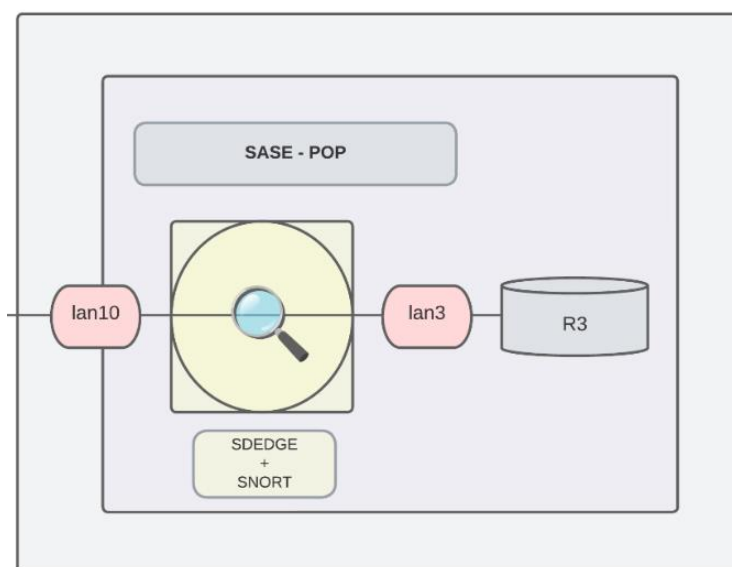 SASE - POP
lan10
lan3
R3
SDEDGE
+
SNORT